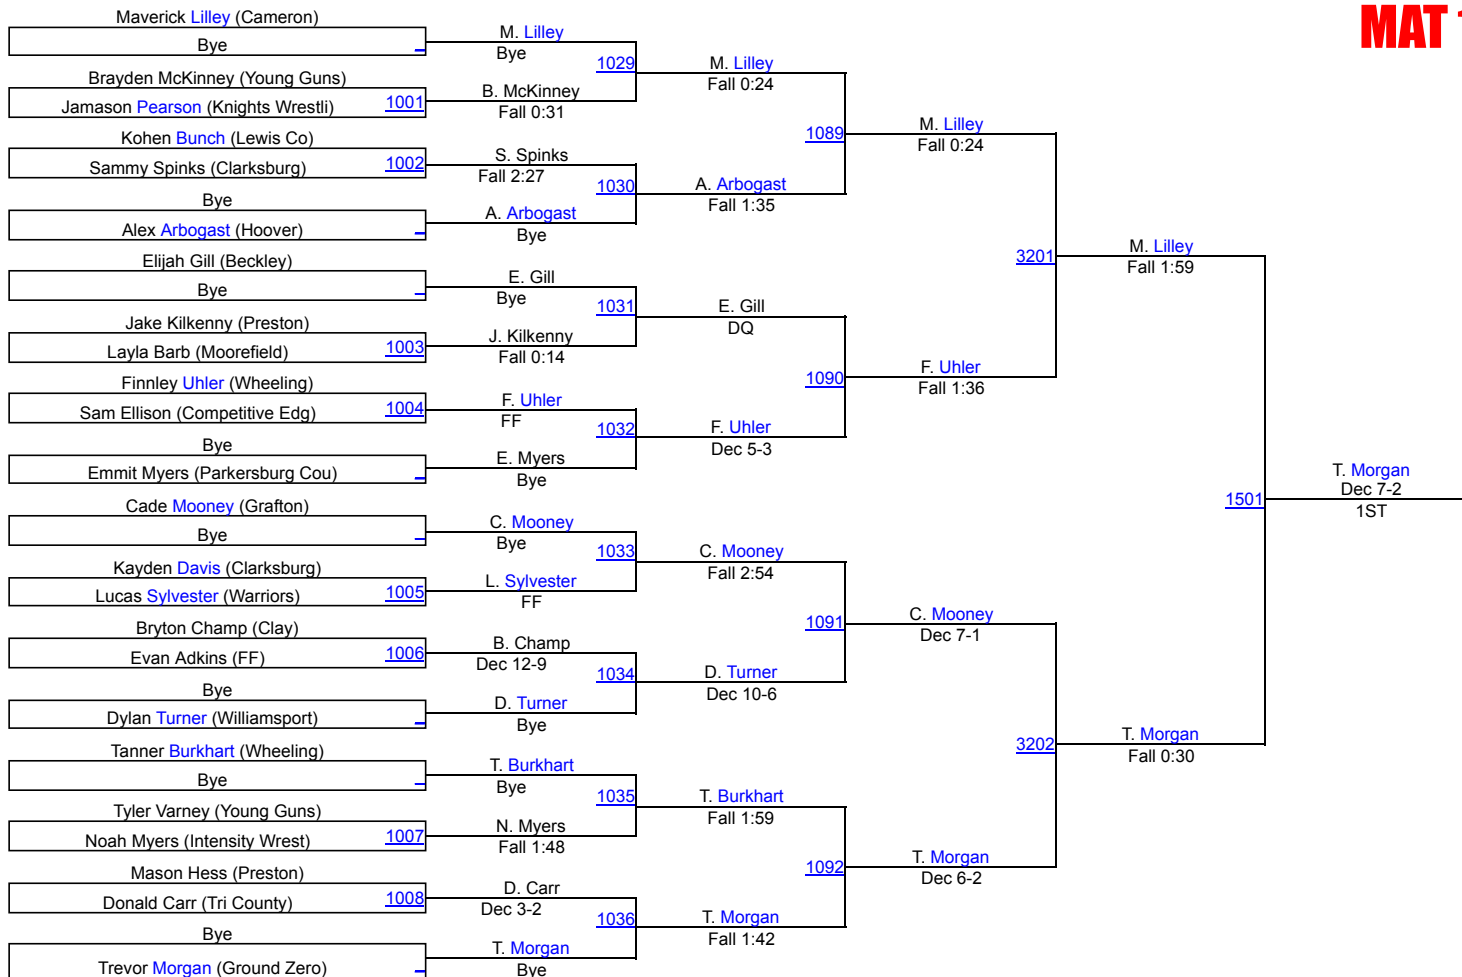 MAT
Maverick Lilley (Cameron)
Bye
Brayden McKinney (Young Guns)
Jamason Pearson (Knights Wrestli)
1001
Kohen Bunch (Lewis Co)
Sammy Spinks (Clarksburg)
1002
Bye
Alex Arbogast (Hoover)
Elijah Gill (Beckley)
Bye
Jake Kilkenny (Preston)
Layla Barb (Moorefield)
1003
Finnley Uhler (Wheeling)
Sam Ellison (Competitive Edg)
1004
Bye
Emmit Myers (Parkersburg Cou)
Cade Mooney (Grafton)
Bye
Kayden Davis (Clarksburg)
Lucas Sylvester (Warriors)
1005
Bryton Champ (Clay)
Evan Adkins (FF)
1006
Bye
Dylan Turner (Williamsport)
Tanner Burkhart (Wheeling)
Bye
Tyler Varney (Young Guns)
Noah Myers (Intensity Wrest)
1007
Mason Hess (Preston)
Donald Carr (Tri County)
1008
Bye
Trevor Morgan (Ground Zero)
M. Lilley
Bye
1029
B. McKinney
Fall 0:31
S. Spinks
Fall 2:27
1030
A. Arbogast
Bye
E. Gill
Bye
1031
J. Kilkenny
Fall 0:14
F. Uhler
FF
1032
E. Myers
Bye
C. Mooney
Bye
1033
L. Sylvester
FF
B. Champ
Dec 12-9
1034
D. Turner
Bye
T. Burkhart
Bye
1035
N. Myers
Fall 1:48
D. Carr
Dec 3-2
1036
T. Morgan
Bye
M. Lilley
Fall 0:24
1089
A. Arbogast
Fall 1:35
E. Gill
DQ
1090
F. Uhler
Dec 5-3
C. Mooney
Fall 2:54
1091
D. Turner
Dec 10-6
T. Burkhart
Fall 1:59
1092
T. Morgan
Fall 1:42
M. Lilley
Fall 0:24
3201
F. Uhler
Fall 1:36
C. Mooney
Dec 7-1
3202
T. Morgan
Dec 6-2
M. Lilley
Fall 1:59
1501
T. Morgan
Fall 0:30
T. Morgan
Dec 7-2
1ST